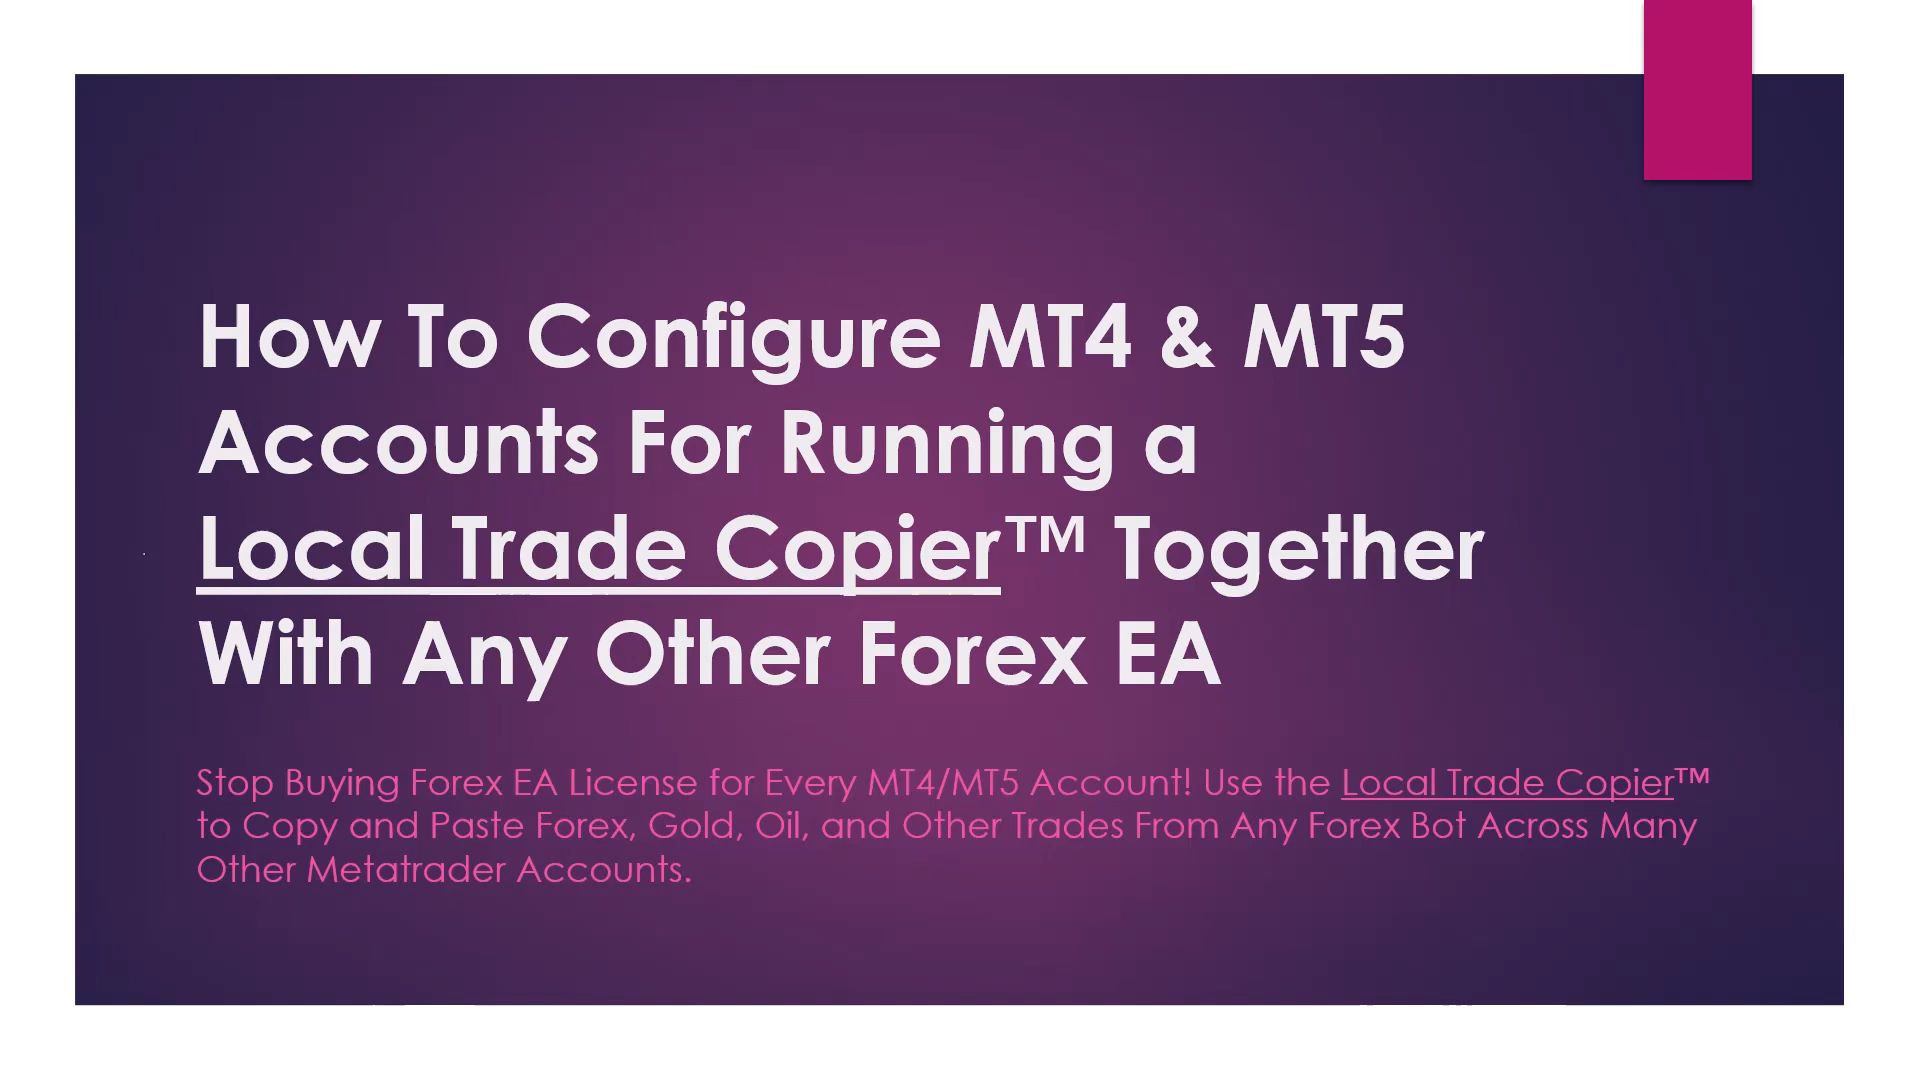 How To Configure MT4 & MT5
Accounts For Running a
Local Trade Copier™ Together
With Any Other Forex EA
Stop Buying Forex EA License for Every MT4/MT5 Account! Use the Local Trade Copier™
to Copy and Paste Forex, Gold, Oil, and Other Trades From Any Forex Bot Across Many
Other Metatrader Accounts.